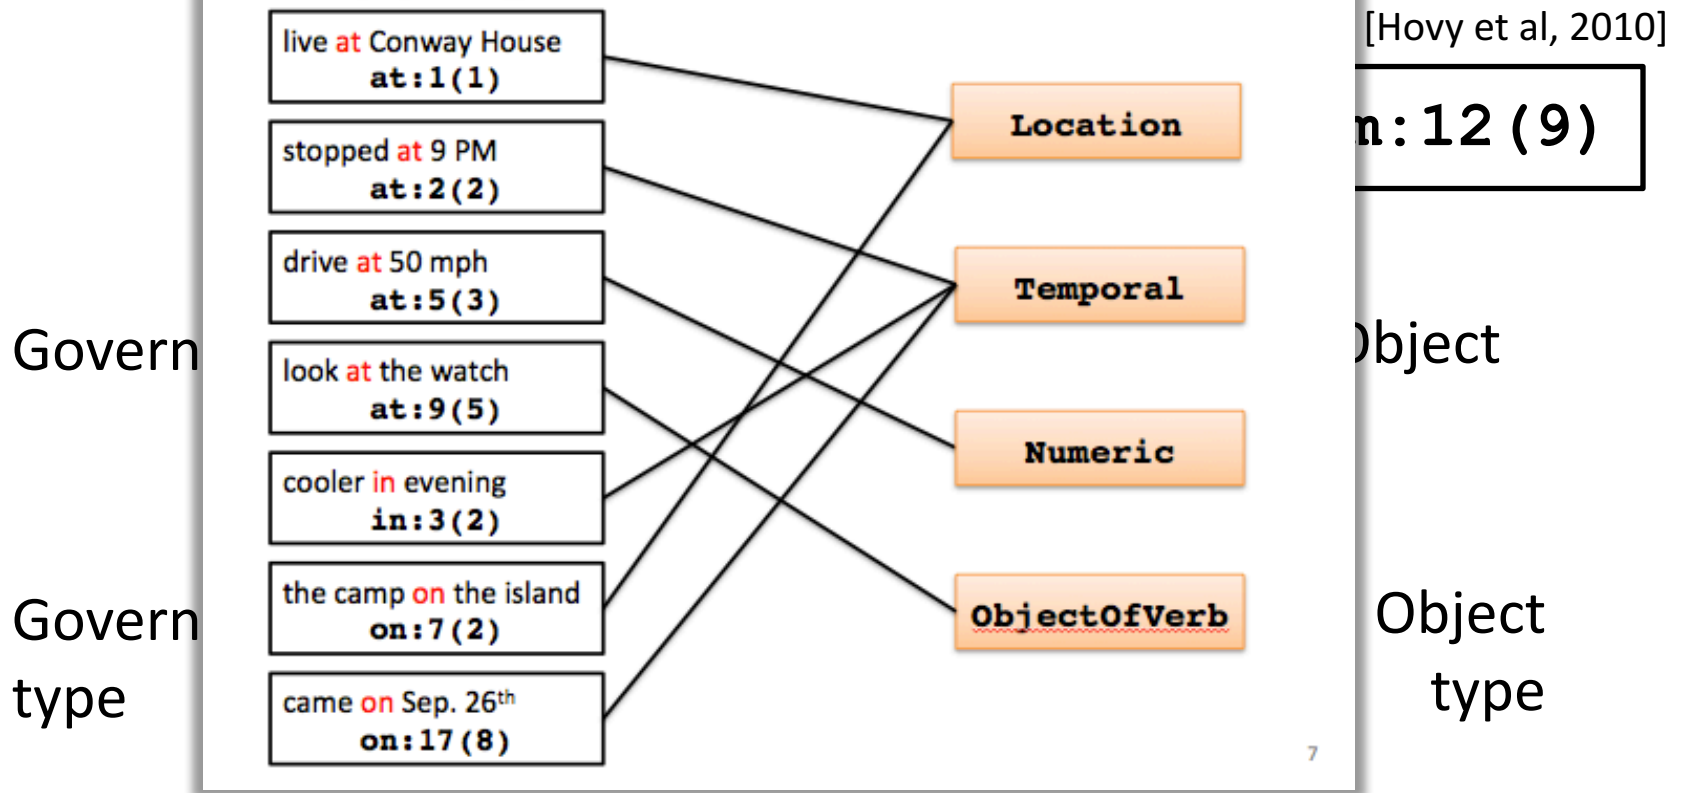 [Hovy et al, 2010]
live at Conway House
at:1(1)
Location
m:12(9)
stopped at 9 PM
at:2(2)
drive at 50 mph
at:5(3)
Temporal
Govern
Object
look at the watch
at:9(5)
Numeric
cooler in evening
in:3(2)
the camp on the island
on:7(2)
ObjectOfVerb
Govern
type
Object
type
came on Sep. 26th
on:17(8)
7